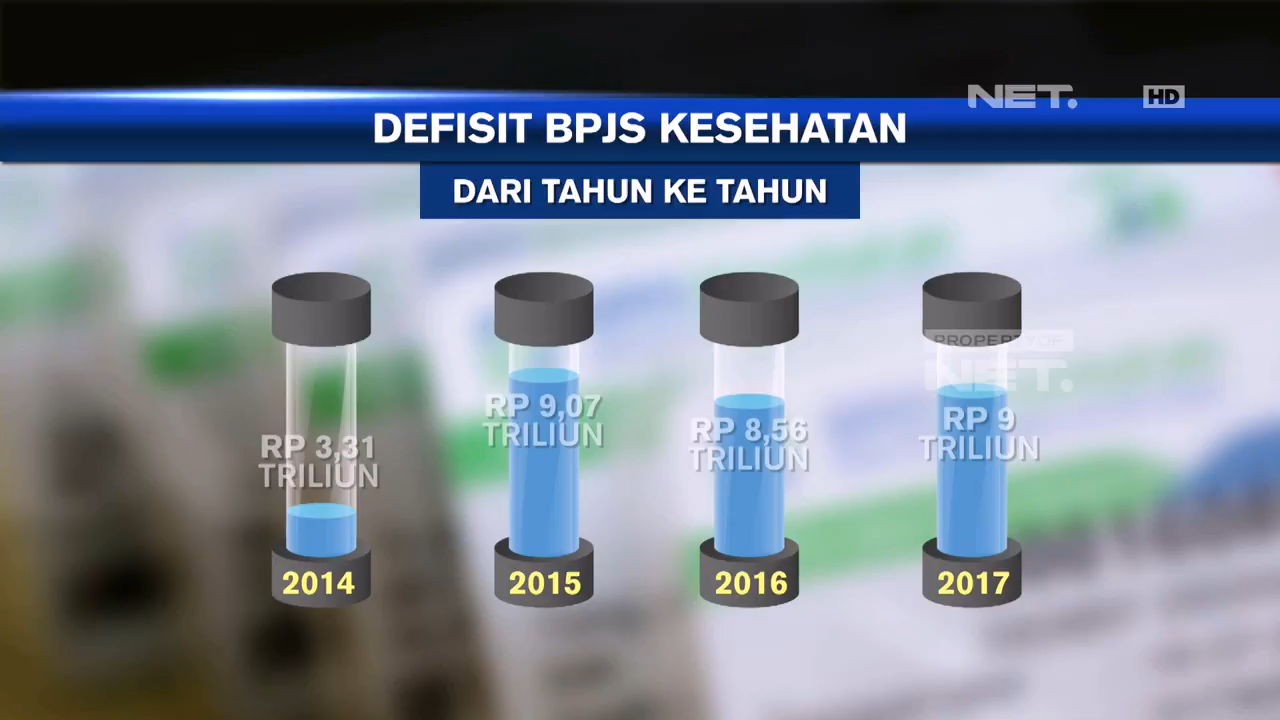 NET.
HD
DEFISIT BPJS KESEHATAN
DARI TAHUN KE TAHUN
PROPERTY OF
NET.
RP 3,31
TRILIUN
RP 9,07
TRILIUN
RP 8,56
TRILIUN
RP 9
TRILIUN
2014
2015
2016
2017